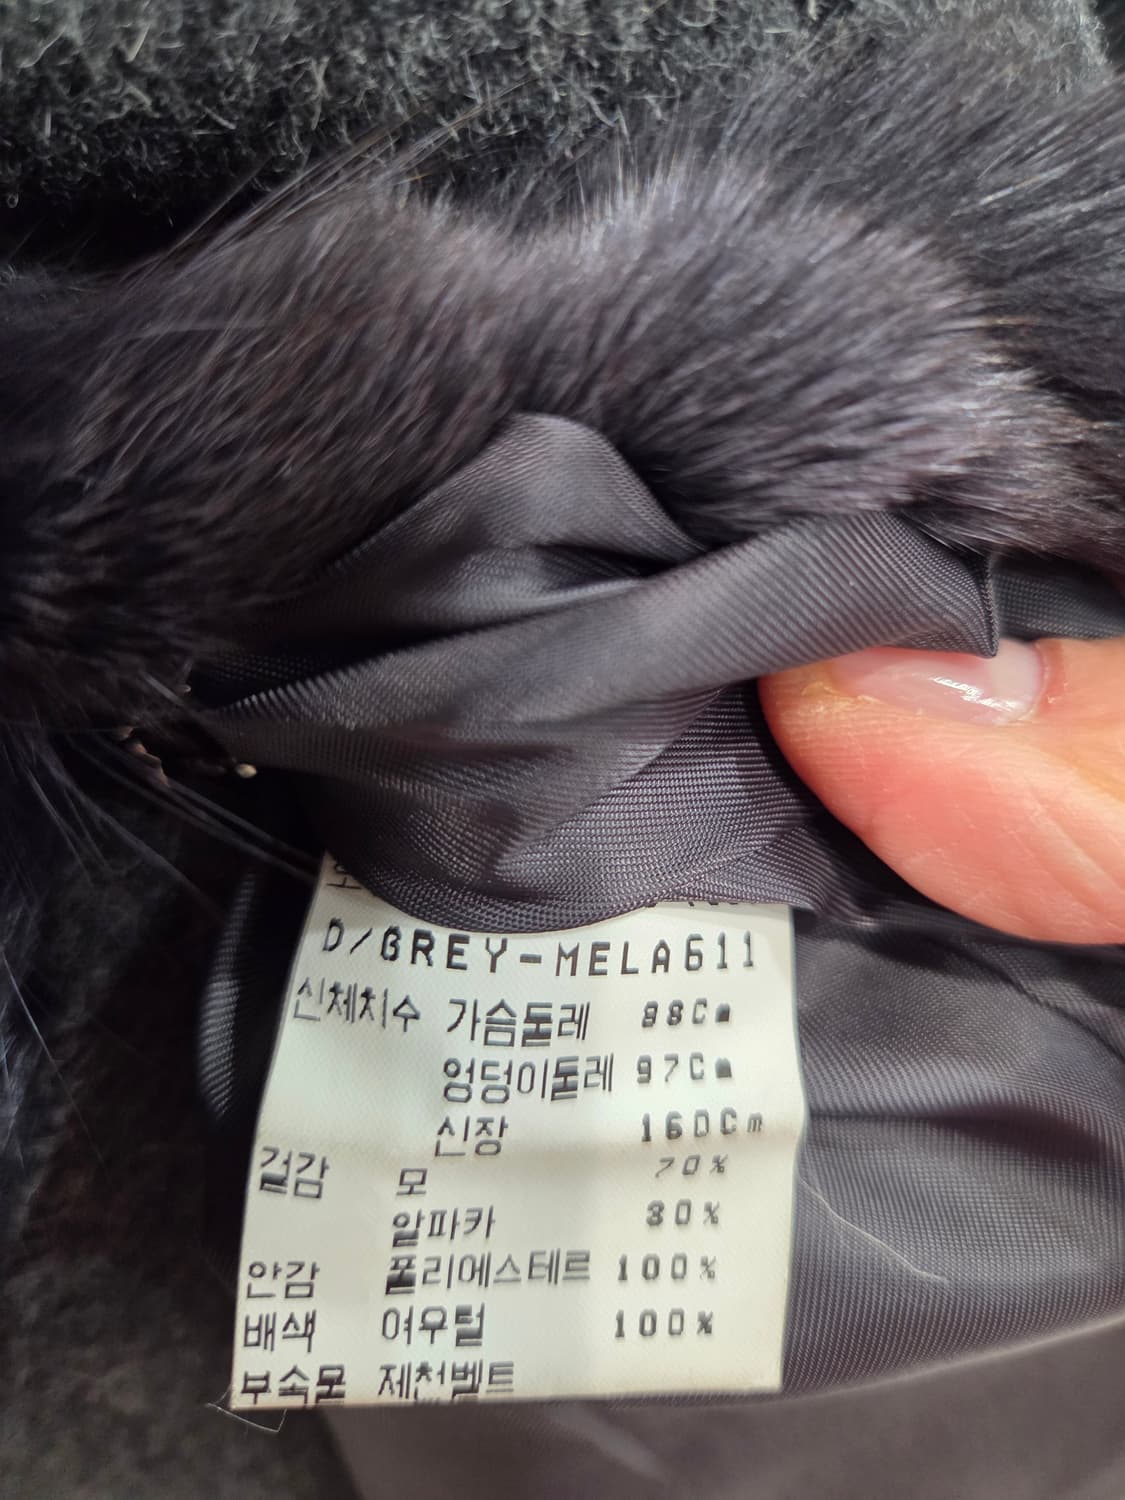 D/GREY-MELA611
신체치수 가슴둘레 88Cm
엉덩이둘레 97Cm
신장 160Cm
겉감 모 70%
알파카 30%
안감 폴리에스테르 100%
배색 여우털 100%
부속물 제천벨트